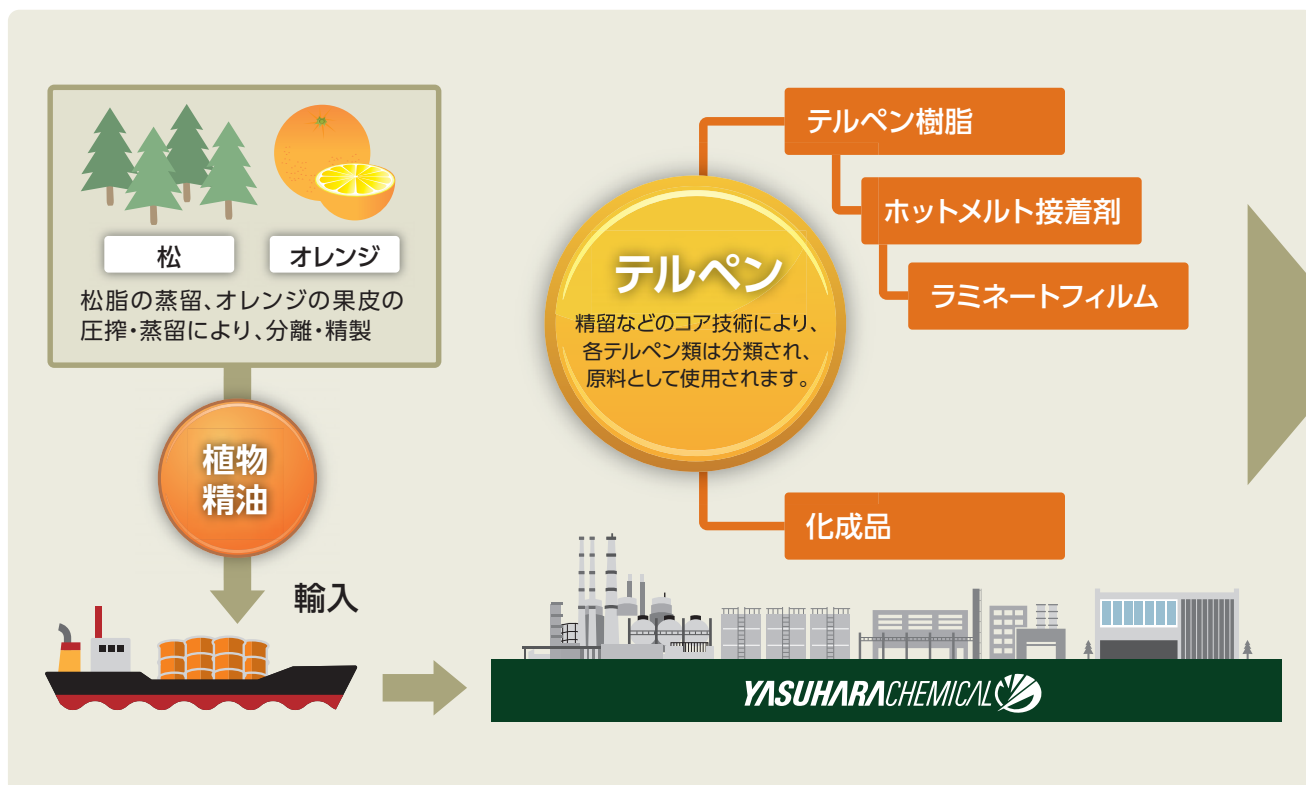 松
オレンジ
松脂の蒸留、オレンジの果皮の
圧搾・蒸留により、分離・精製
植物
精油
輸入
テルペン
精留などのコア技術により、
各テルペン類は分類され、
原料として使用されます。
テルペン樹脂
ホットメルト接着剤
ラミネートフィルム
化成品
YASUHARACHEMICAL